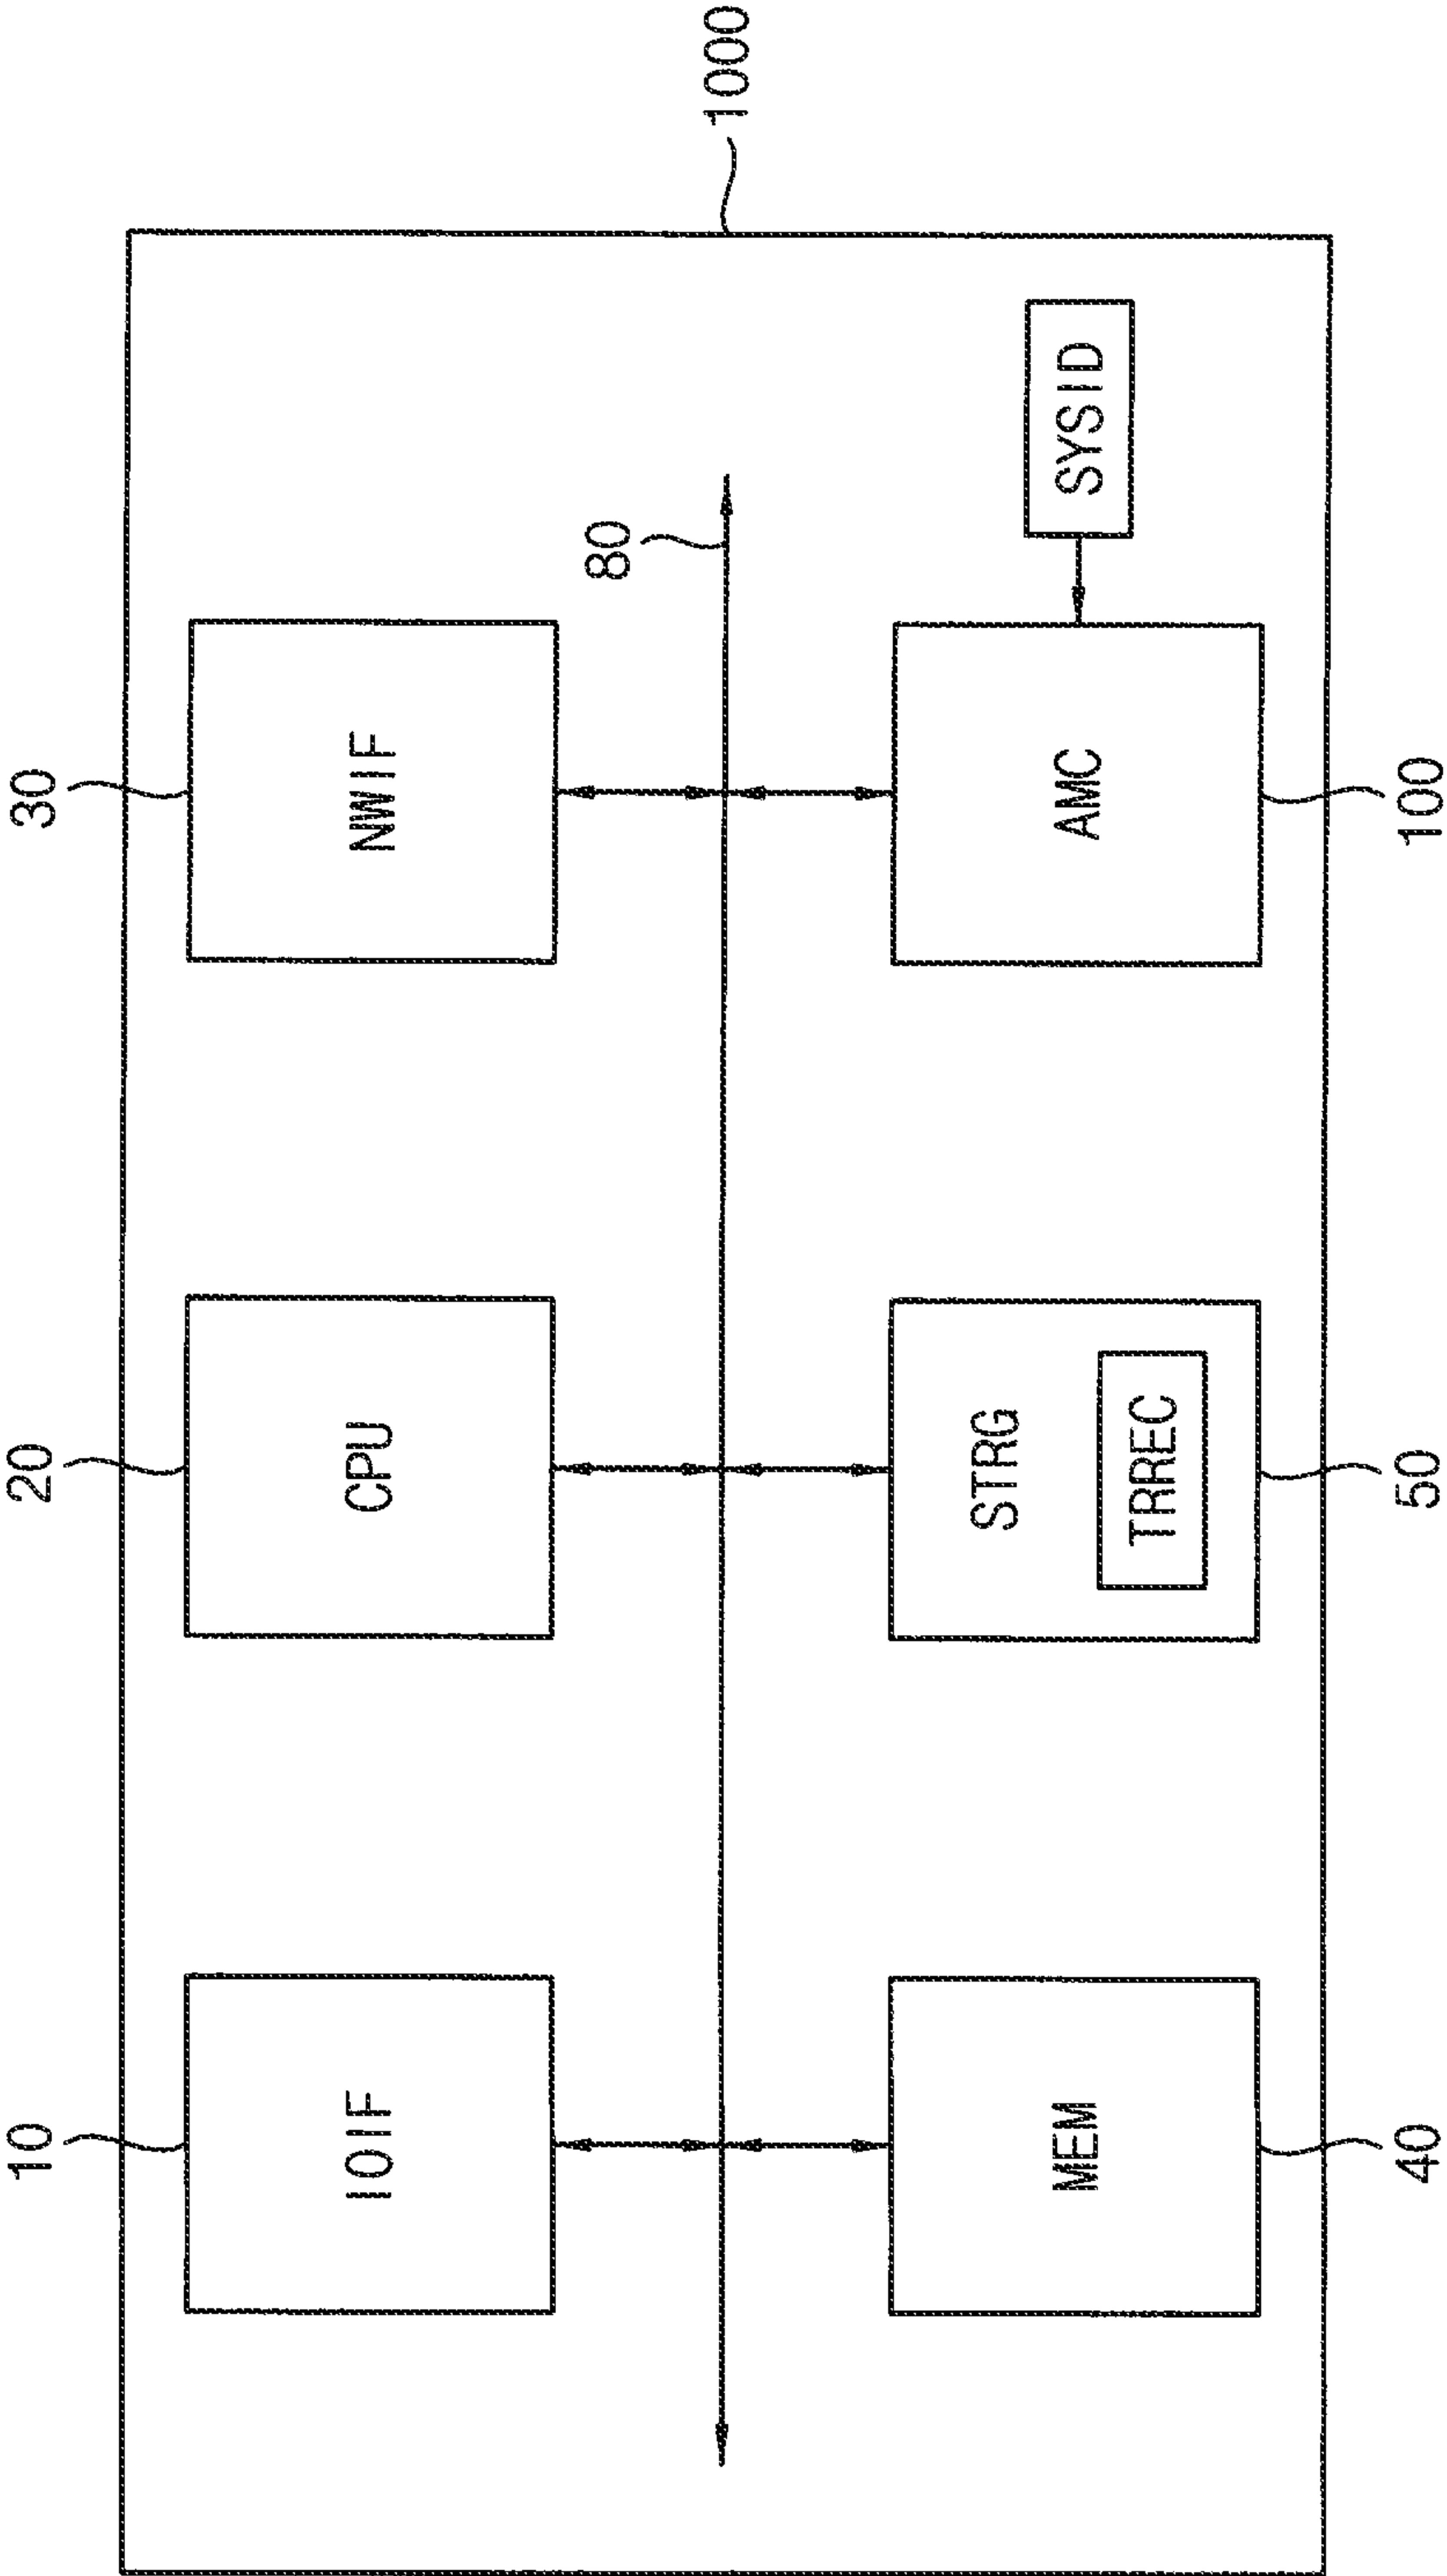 10
20
30
IOIF
CPU
NWIF
80
1000
MEM
STRG
TRREC
AMC
SYSID
40
50
100